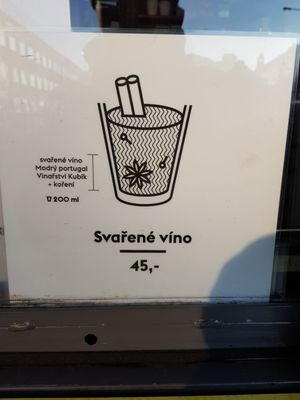 svařené víno
Modrý portugal
Vinařství Kubík
+ koření
200 ml
Svařené víno
45,-